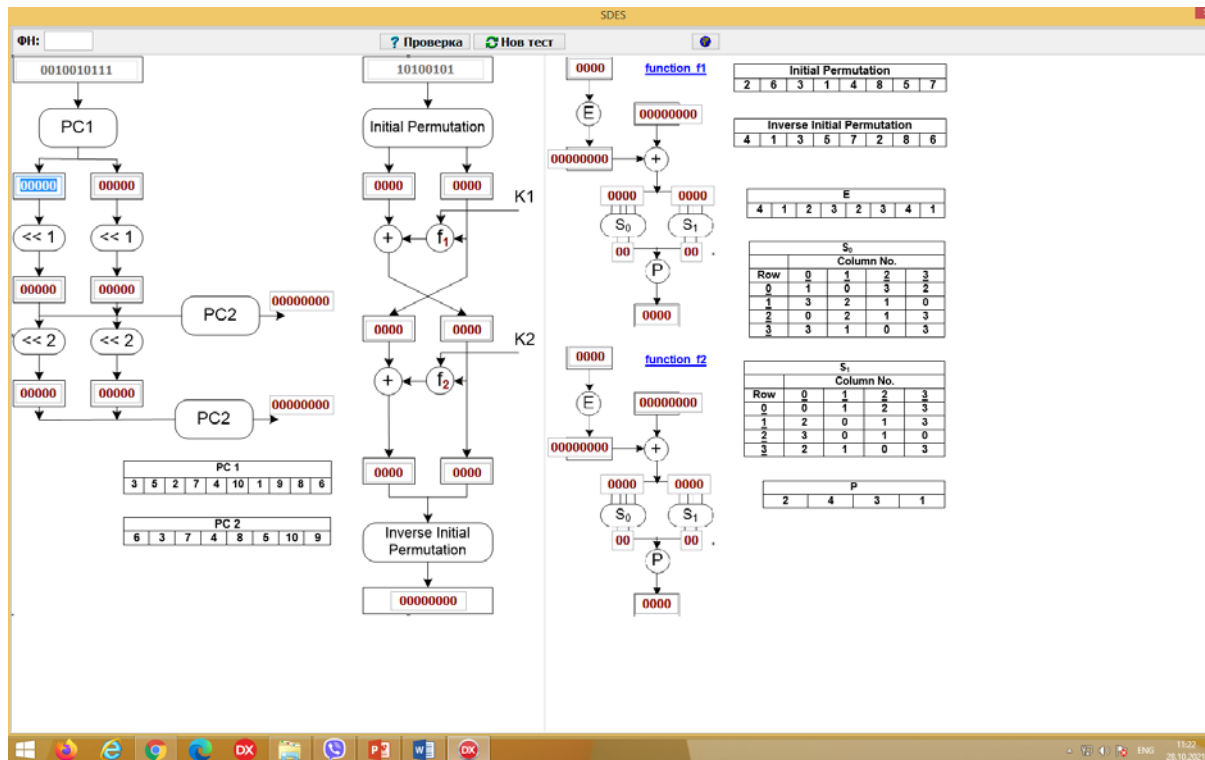 SDES
ФН:
? Проверка
Нов тест
0010010111
PC1
00000 00000
<< 1 << 1
00000 00000
PC2
00000000
<< 2 << 2
00000 00000
PC2
00000000
PC 1
3 5 2 7 4 10 1 9 8 6
PC 2
6 3 7 4 8 5 10 9
10100101
Initial Permutation
0000 0000
K1
+ f1
0000 0000
K2
+ f2
0000 0000
Inverse Initial
Permutation
00000000
0000
function f1
E
00000000
00000000
+
0000 0000
S0 S1
00 00
P
0000
0000
function f2
E
00000000
00000000
+
0000 0000
S0 S1
00 00
P
0000
Initial Permutation
2 6 3 1 4 8 5 7
Inverse Initial Permutation
4 1 3 5 7 2 8 6
E
4 1 2 3 2 3 4 1
S0
Column No.
Row 0 1 2 3
0 1 0 3 2
1 3 2 1 0
2 0 2 1 3
3 3 1 0 3
S1
Column No.
Row 0 1 2 3
0 0 1 2 3
1 2 0 1 3
2 3 0 1 0
3 2 1 0 3
P
2 4 3 1
DX
DX
ENG
11:22
28.10.2021